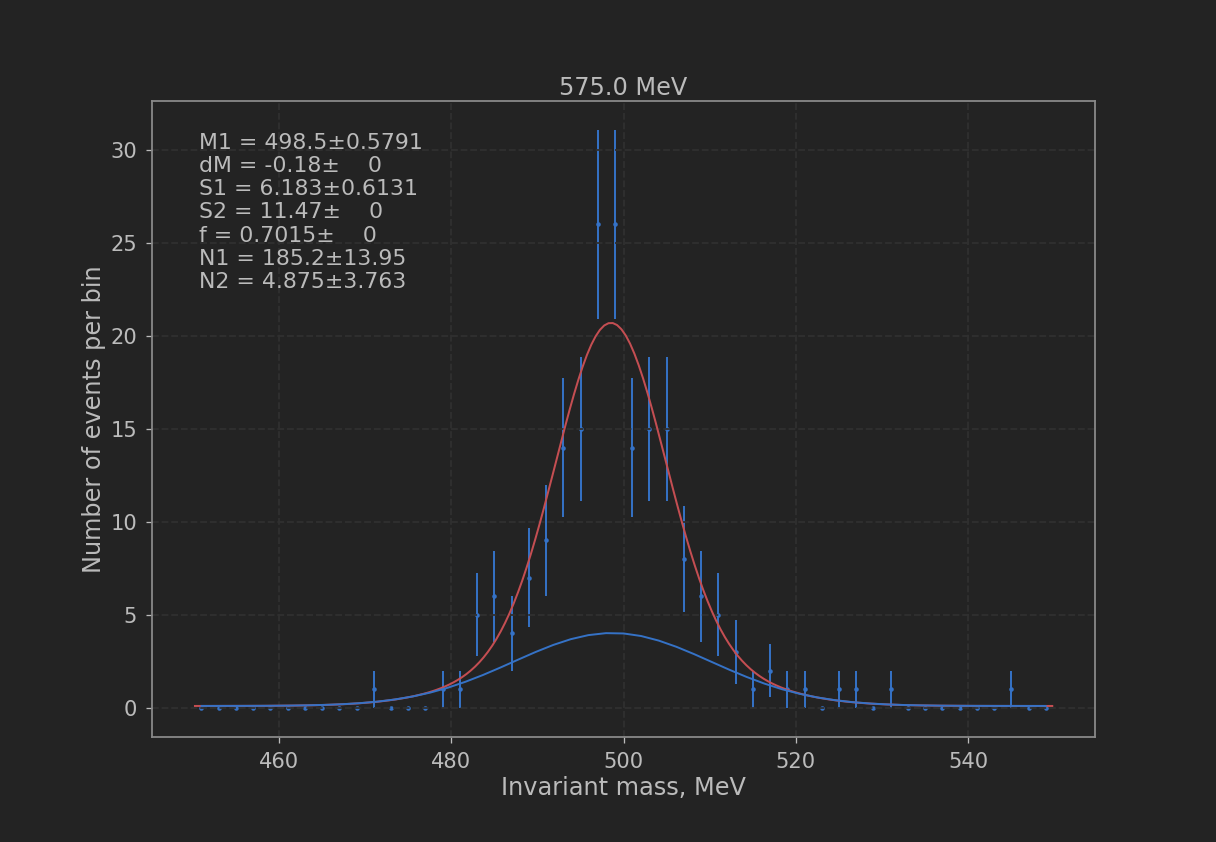 575.0 MeV
M1 = 498.5±0.5791
dM = -0.18±    0
S1 = 6.183±0.6131
S2 = 11.47±    0
f = 0.7015±    0
N1 = 185.2±13.95
N2 = 4.875±3.763
Number of events per bin
30
25
20
15
10
5
0
460 480 500 520 540
Invariant mass, MeV